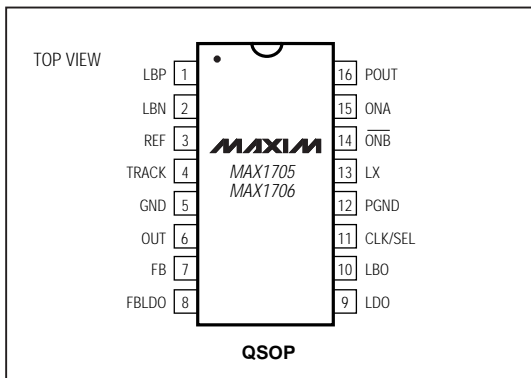 TOP VIEW
LBP 1
LBN 2
REF 3
TRACK 4
GND 5
OUT 6
FB 7
FBLDO 8
MAXIM
MAX1705
MAX1706
16 POUT
15 ONA
14 O̅N̅B̅
13 LX
12 PGND
11 CLK/SEL
10 LBO
9 LDO
QSOP